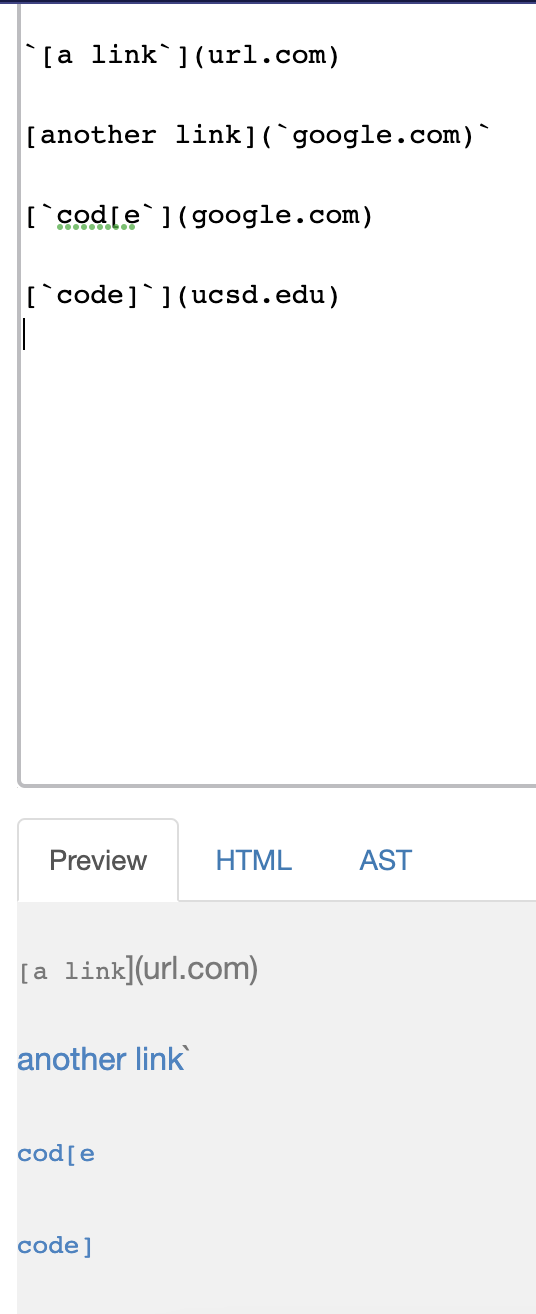 `[a link`](url.com)
[another link](`google.com)`
[`cod[e`](google.com)
[`code]`](ucsd.edu)
Preview HTML AST
[a link](url.com)
another link`
cod[e
code]